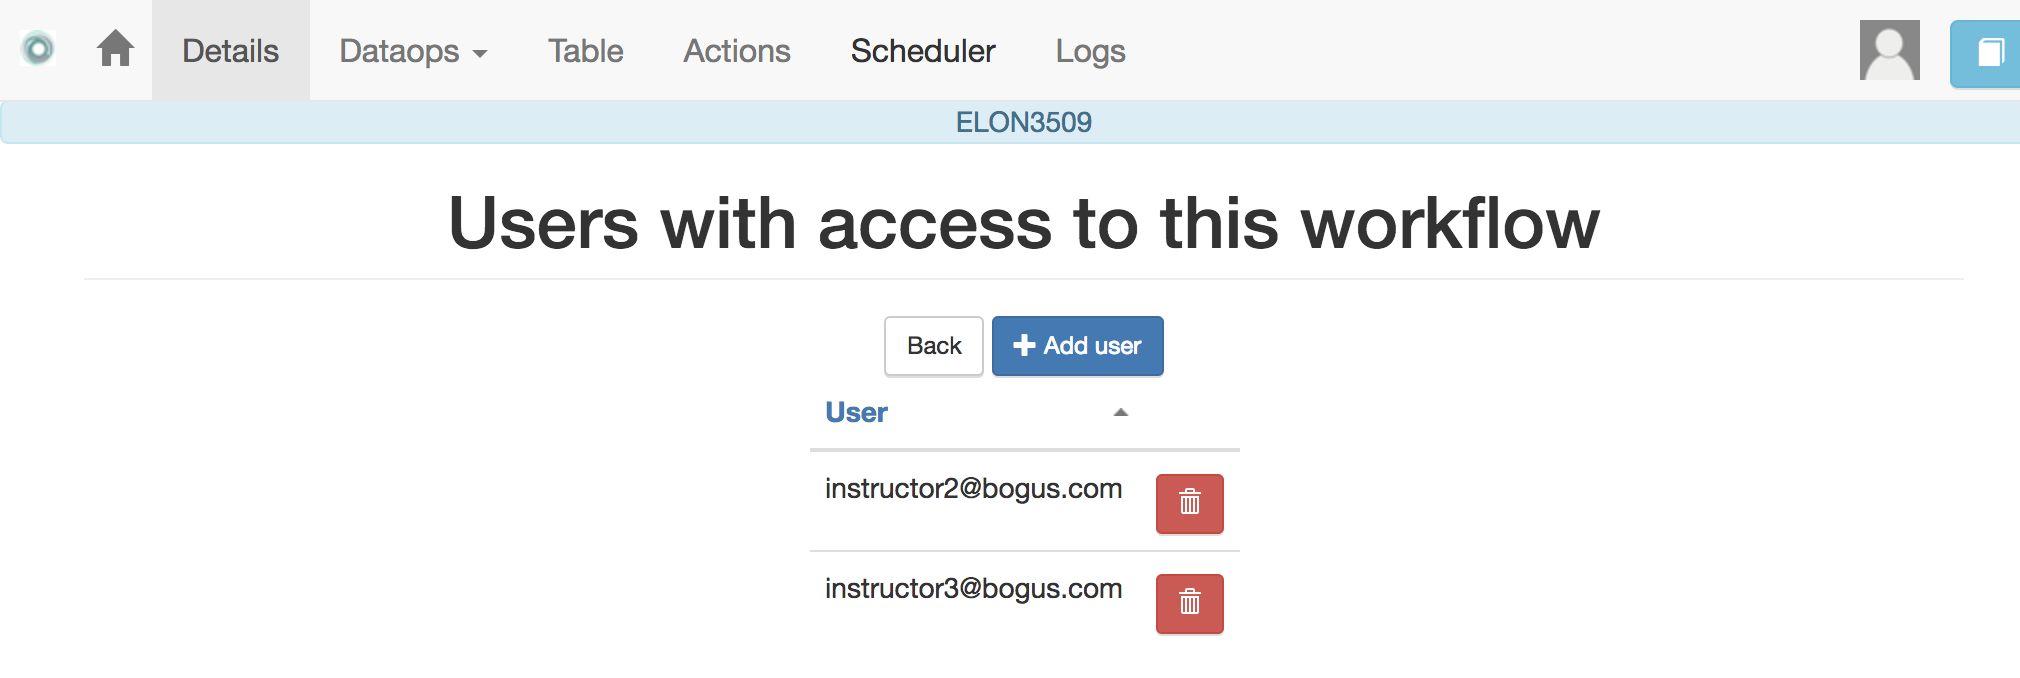 Details Dataops Table Actions Scheduler Logs
ELON3509
Users with access to this workflow
Back Add user
User
instructor2@bogus.com
instructor3@bogus.com